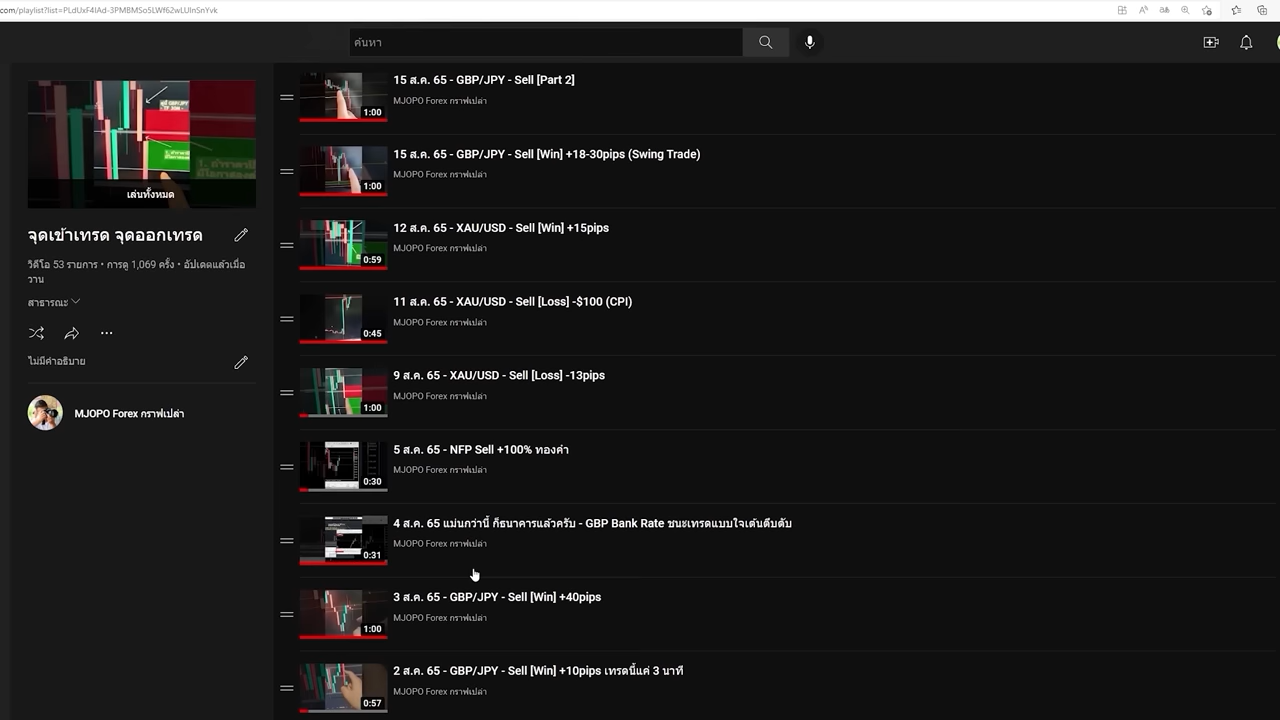 com/playlist?list=PLdUxF4lAd-3PMBMSo5LWf62wLUlnSnYvk
ค้นหา
เล่นทั้งหมด
จุดเข้าเทรด จุดออกเทรด
วิดีโอ 53 รายการ • การดู 1,069 ครั้ง • อัปเดตแล้วเมื่อ
วาน
สาธารณะ
ไม่มีคำอธิบาย
MJOPO Forex กราฟเปล่า
15 ส.ค. 65 - GBP/JPY - Sell [Part 2]
MJOPO Forex กราฟเปล่า
1:00
15 ส.ค. 65 - GBP/JPY - Sell [Win] +18-30pips (Swing Trade)
MJOPO Forex กราฟเปล่า
1:00
12 ส.ค. 65 - XAU/USD - Sell [Win] +15pips
MJOPO Forex กราฟเปล่า
0:59
11 ส.ค. 65 - XAU/USD - Sell [Loss] -$100 (CPI)
MJOPO Forex กราฟเปล่า
0:45
9 ส.ค. 65 - XAU/USD - Sell [Loss] -13pips
MJOPO Forex กราฟเปล่า
1:00
5 ส.ค. 65 - NFP Sell +100% ทองคำ
MJOPO Forex กราฟเปล่า
0:30
4 ส.ค. 65 แม่นกว่านี้ ก็ธนาคารแล้วครับ - GBP Bank Rate ชนะเทรดแบบใจเต้นตึบตับ
MJOPO Forex กราฟเปล่า
0:31
3 ส.ค. 65 - GBP/JPY - Sell [Win] +40pips
MJOPO Forex กราฟเปล่า
1:00
2 ส.ค. 65 - GBP/JPY - Sell [Win] +10pips เทรดนี้แค่ 3 นาที
MJOPO Forex กราฟเปล่า
0:57